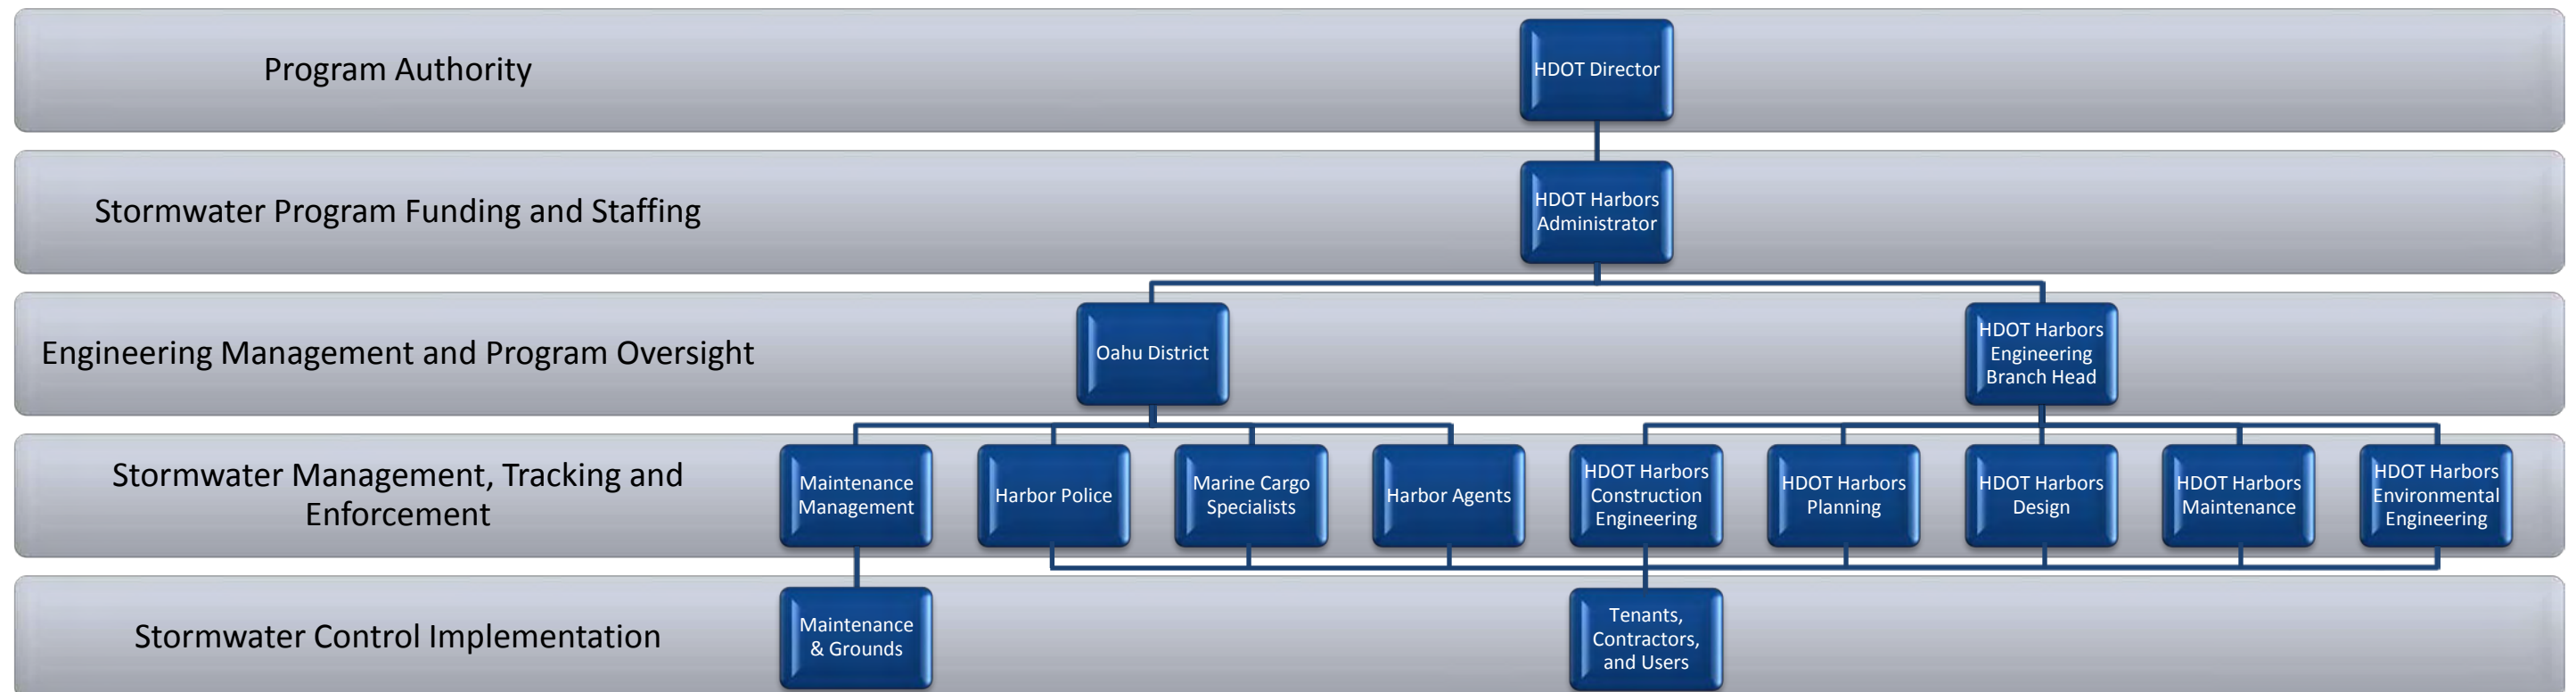 Program Authority
HDOT Director
Stormwater Program Funding and Staffing
HDOT Harbors
Administrator
Engineering Management and Program Oversight
Oahu District
HDOT Harbors
Engineering
Branch Head
Stormwater Management, Tracking and
Enforcement
Maintenance
Management
Harbor Police
Marine Cargo
Specialists
Harbor Agents
HDOT Harbors
Construction
Engineering
HDOT Harbors
Planning
HDOT Harbors
Design
HDOT Harbors
Maintenance
HDOT Harbors
Environmental
Engineering
Stormwater Control Implementation
Maintenance
& Grounds
Tenants,
Contractors,
and Users